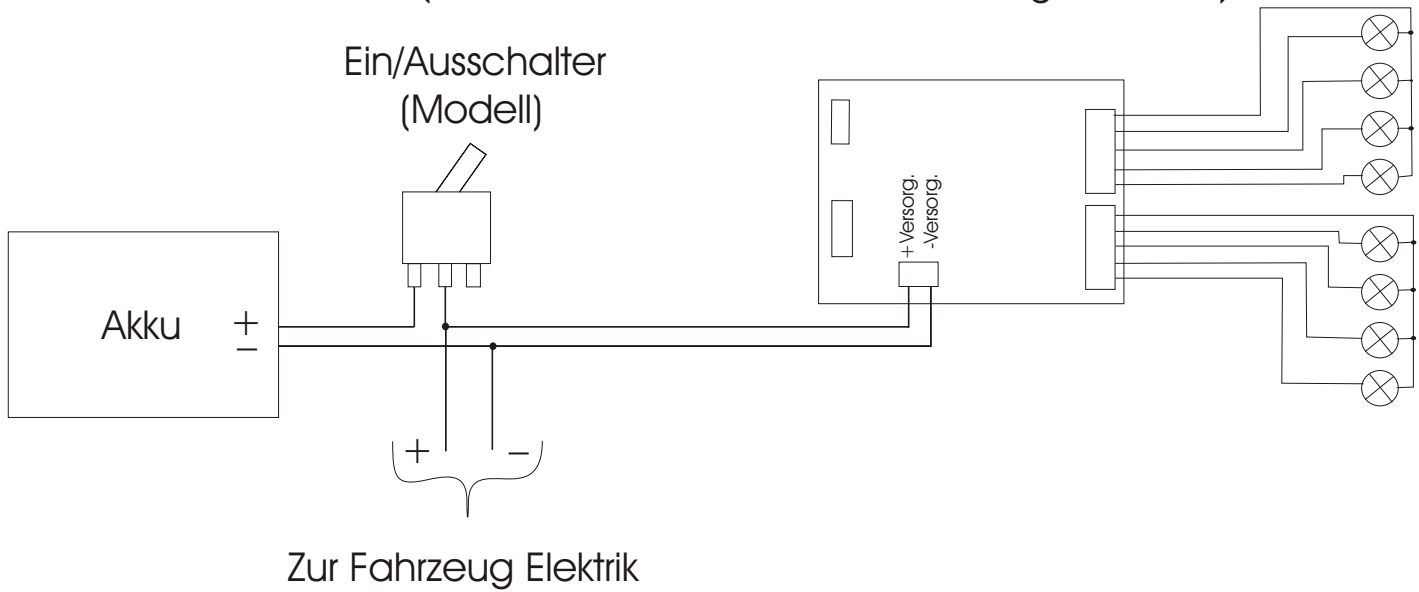 Ein/Ausschalter
(Modell)
+Versorg.
-Versorg.
Akku
+
−
+ −
Zur Fahrzeug Elektrik